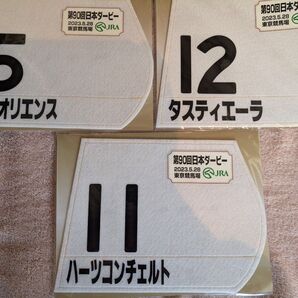 第90回日本ダービー
2023.5.28
東京競馬場
JRA
5
オリエンス
第90回日本ダービー
2023.5.28
東京競馬場
JRA
12
タスティエーラ
第90回日本ダービー
2023.5.28
東京競馬場
JRA
11
ハーツコンチェルト